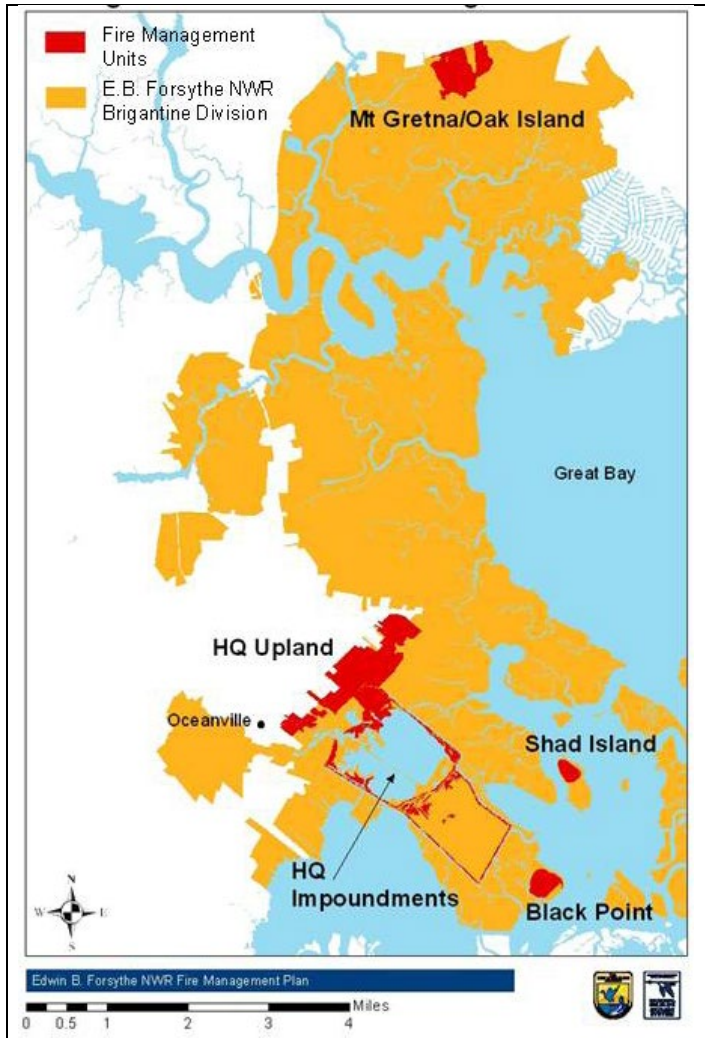 Fire Management
Units
E.B. Forsythe NWR
Brigantine Division
Mt Gretna/Oak Island
Great Bay
HQ Upland
Oceanville
Shad Island
HQ
Impoundments
Black Point
N
W E
S
Edwin B. Forsythe NWR Fire Management Plan
Miles
0 0.5 1 2 3 4